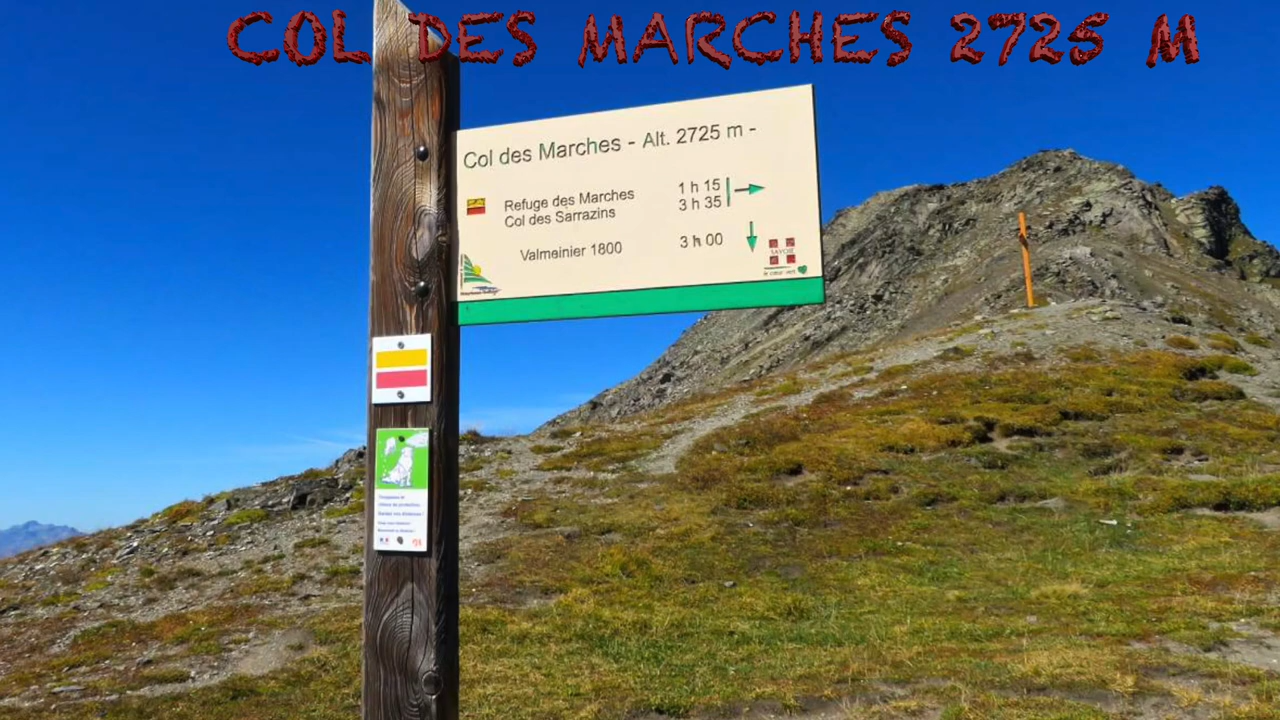 COL DES MARCHES 2725 M
Col des Marches - Alt. 2725 m -
Refuge des Marches 1 h 15
Col des Sarrazins 3 h 35
Valmeinier 1800 3 h 00
SAVOIE